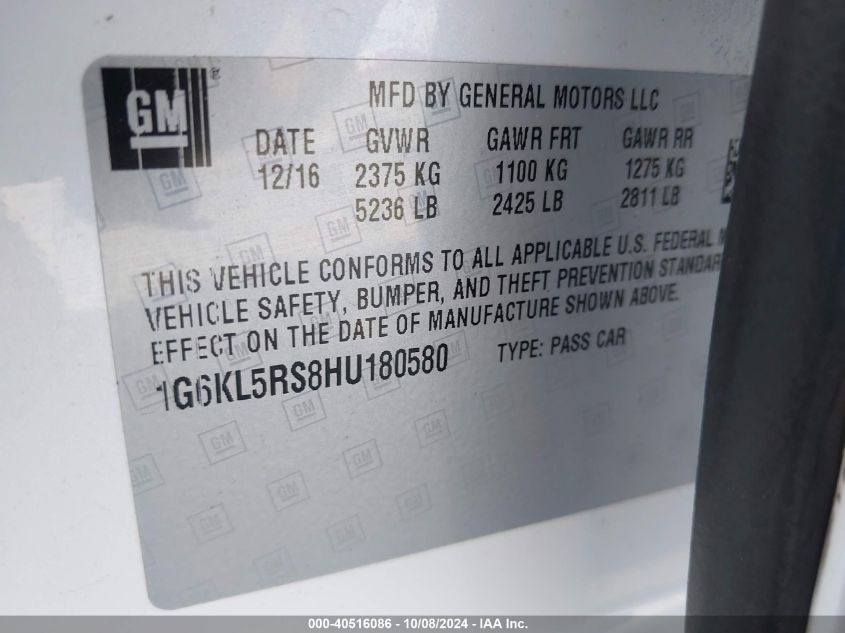 GM
MFD BY GENERAL MOTORS LLC
DATE GVWR GAWR FRT GAWR RR
12/16 2375 KG 1100 KG 1275 KG
5236 LB 2425 LB 2811 LB
THIS VEHICLE CONFORMS TO ALL APPLICABLE U.S. FEDERAL
VEHICLE SAFETY, BUMPER, AND THEFT PREVENTION STANDAR
EFFECT ON THE DATE OF MANUFACTURE SHOWN ABOVE.
1G6KL5RS8HU180580 TYPE: PASS CAR
000-40516086 - 10/08/2024 - IAA Inc.